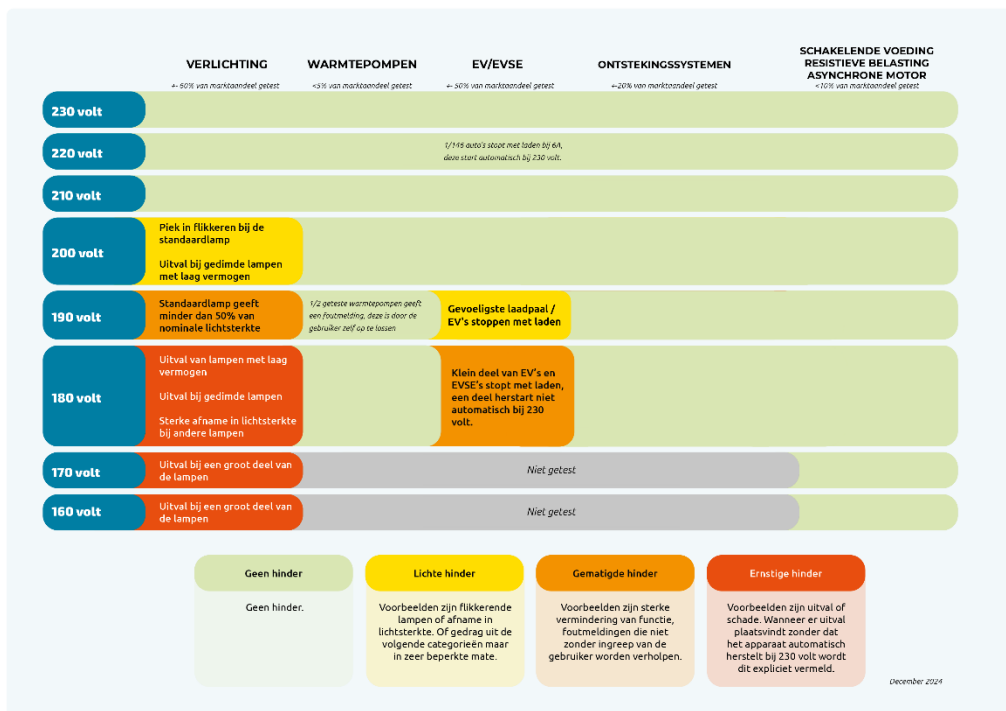 VERLICHTING
+- 60% van marktaandeel getest
WARMTEPOMPEN
<5% van marktaandeel getest
EV/EVSE
+- 50% van marktaandeel getest
ONTSTEKINGSSYSTEMEN
+-20% van marktaandeel getest
SCHAKELENDE VOEDING
RESISTIEVE BELASTING
ASYNCHRONE MOTOR
<10% van marktaandeel getest
230 volt
220 volt
1/146 auto's stopt met laden bij 6A,
deze start automatisch bij 230 volt.
210 volt
200 volt
Piek in flikkeren bij de
standaardlamp
Uitval bij gedimde lampen
met laag vermogen
190 volt
Standaardlamp geeft
minder dan 50% van
nominale lichtsterkte
1/2 geteste warmtepompen geeft
een foutmelding, deze is door de
gebruiker zelf op te lossen
Gevoeligste laadpaal /
EV's stoppen met laden
180 volt
Uitval van lampen met laag
vermogen
Uitval bij gedimde lampen
Sterke afname in lichtsterkte
bij andere lampen
Klein deel van EV's en
EVSE's stopt met laden,
een deel herstart niet
automatisch bij 230
volt.
170 volt
Uitval bij een groot deel van
de lampen
Niet getest
160 volt
Uitval bij een groot deel van
de lampen
Niet getest
Geen hinder
Geen hinder.
Lichte hinder
Voorbeelden zijn flikkerende
lampen of afname in
lichtsterkte. Of gedrag uit de
volgende categorieën maar
in zeer beperkte mate.
Gematigde hinder
Voorbeelden zijn sterke
vermindering van functie,
foutmeldingen die niet
zonder ingreep van de
gebruiker worden verholpen.
Ernstige hinder
Voorbeelden zijn uitval of
schade. Wanneer er uitval
plaatsvindt zonder dat
het apparaat automatisch
herstelt bij 230 volt wordt
dit expliciet vermeld.
December 2024